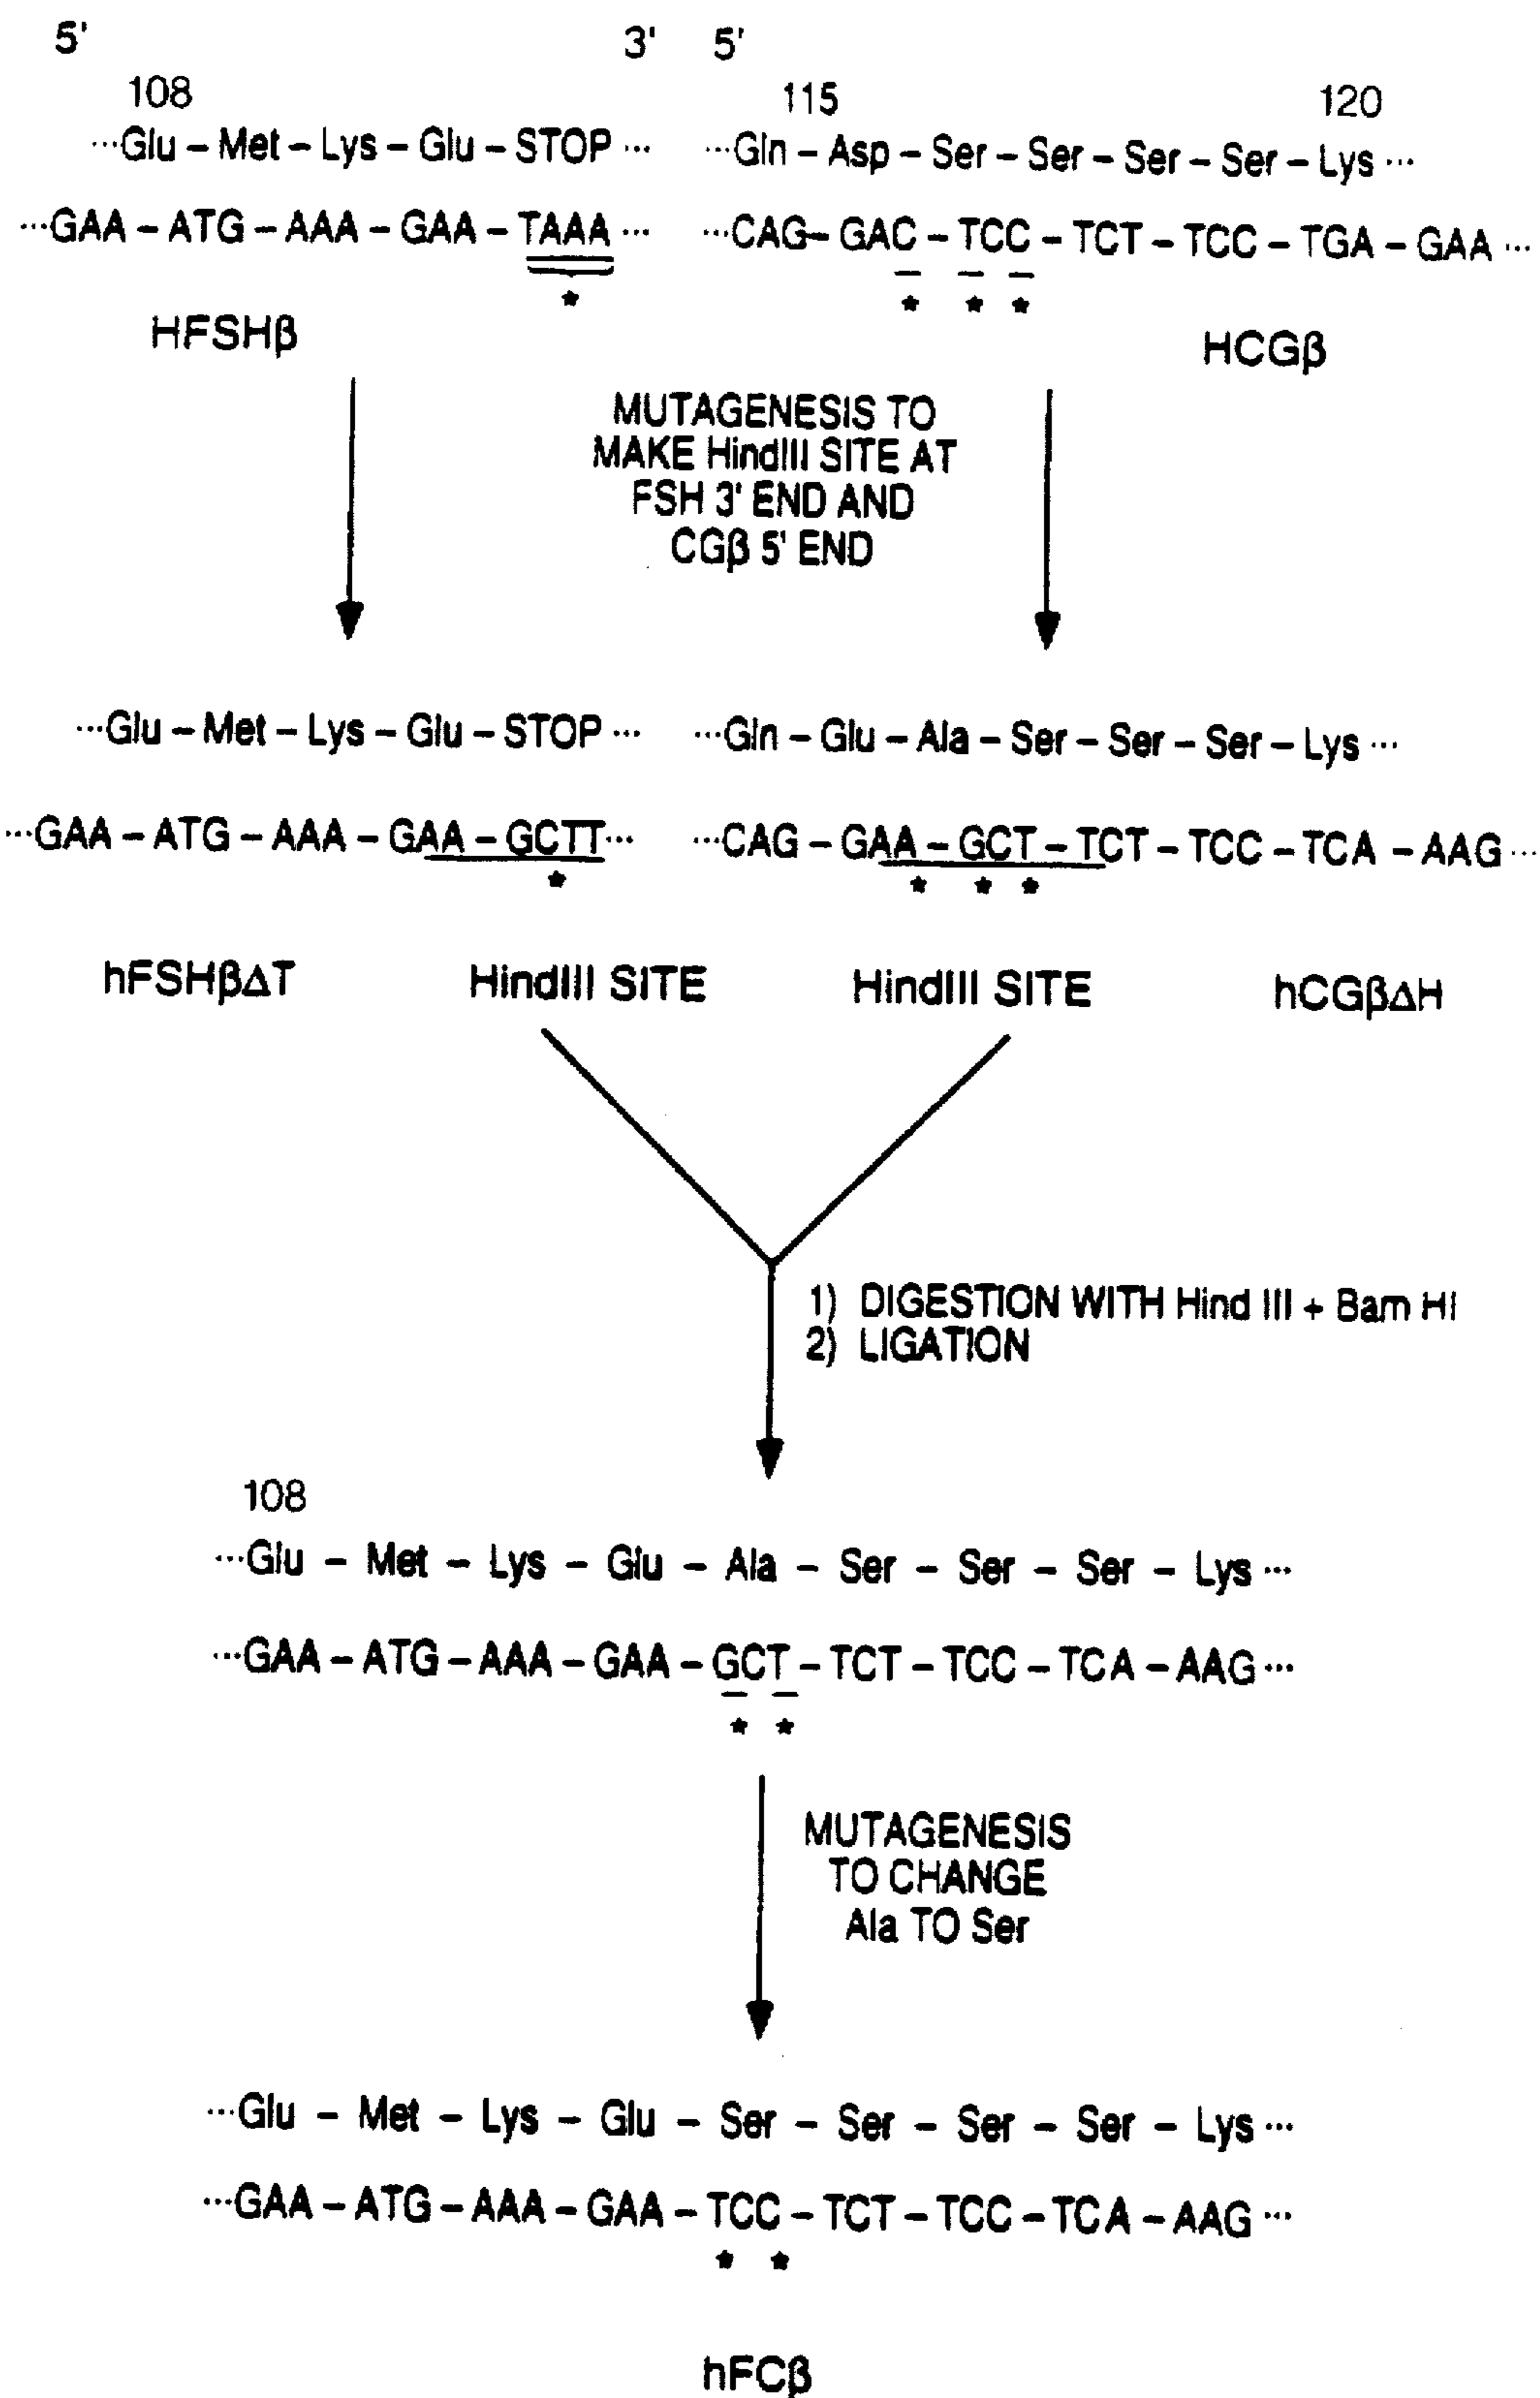 5' 3' 5'
108 115 120
···Glu – Met – Lys – Glu – STOP ··· ···Gln – Asp – Ser – Ser – Ser – Ser – Lys ···
···GAA – ATG – AAA – GAA – TAAA ··· ···CAG – GAC – TCC – TCT – TCC – TGA – GAA ···
* * * *
HFSHβ HCGβ
MUTAGENESIS TO
MAKE HindIII SITE AT
FSH 3' END AND
CGβ 5' END
···Glu – Met – Lys – Glu – STOP ··· ···Gln – Glu – Ala – Ser – Ser – Ser – Lys ···
···GAA – ATG – AAA – GAA – GCTT··· ···CAG – GAA – GCT – TCT – TCC – TCA – AAG ···
* * * *
hFSHβΔT HindIII SITE HindIII SITE hCGβΔH
1) DIGESTION WITH Hind III + Bam HI
2) LIGATION
108
···Glu – Met – Lys – Glu – Ala – Ser – Ser – Ser – Lys ···
···GAA – ATG – AAA – GAA – GCT – TCT – TCC – TCA – AAG ···
* *
MUTAGENESIS
TO CHANGE
Ala TO Ser
···Glu – Met – Lys – Glu – Ser – Ser – Ser – Ser – Lys ···
···GAA – ATG – AAA – GAA – TCC – TCT – TCC – TCA – AAG ···
* *
hFCβ